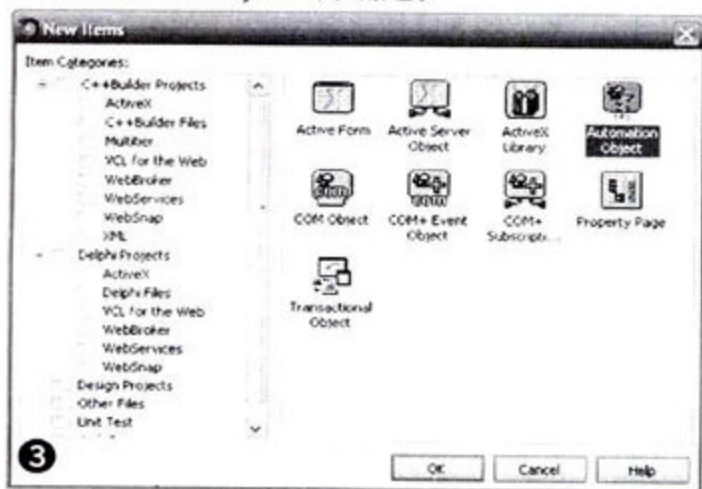 New Items
Item Categories:
C++Builder Projects
ActiveX
C++Builder Files
Multitier
VCL for the Web
WebBroker
WebServices
WebSnap
XML
Delphi Projects
ActiveX
Delphi Files
VCL for the Web
WebBroker
WebServices
WebSnap
Design Projects
Other Files
Unit Test
Active Form
Active Server
Object
ActiveX
Library
Automation
Object
COM Object
COM+ Event
Object
COM+
Subscripti...
Property Page
Transactional
Object
3
OK
Cancel
Help